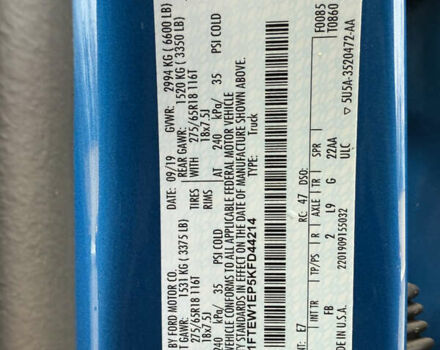 BY FORD MOTOR CO.
DATE: 09/19 GVWR: 2994 KG ( 6600 LB)
GAWR: 1531 KG ( 3375 LB) REAR GAWR: 1520 KG ( 3350 LB)
275/65R18 116T TIRES WITH 275/65R18 116T
18x7.5J RIMS 18x7.5J
240 kPa/ 35 PSI COLD AT 240 kPa/ 35 PSI COLD
VEHICLE CONFORMS TO ALL APPLICABLE FEDERAL MOTOR VEHICLE
STANDARDS IN EFFECT ON THE DATE OF MANUFACTURE SHOWN ABOVE.
1FTEW1EP5KFD44214 TYPE: Truck
F0085
T0860
E7 RC: 47 DSO:
INT TR TP/PS R AXLE TR SPR
FB 2 L9 G 22AA
MADE IN U.S.A. 2201909155032 ULC ▽ 5U5A-3520472-AA